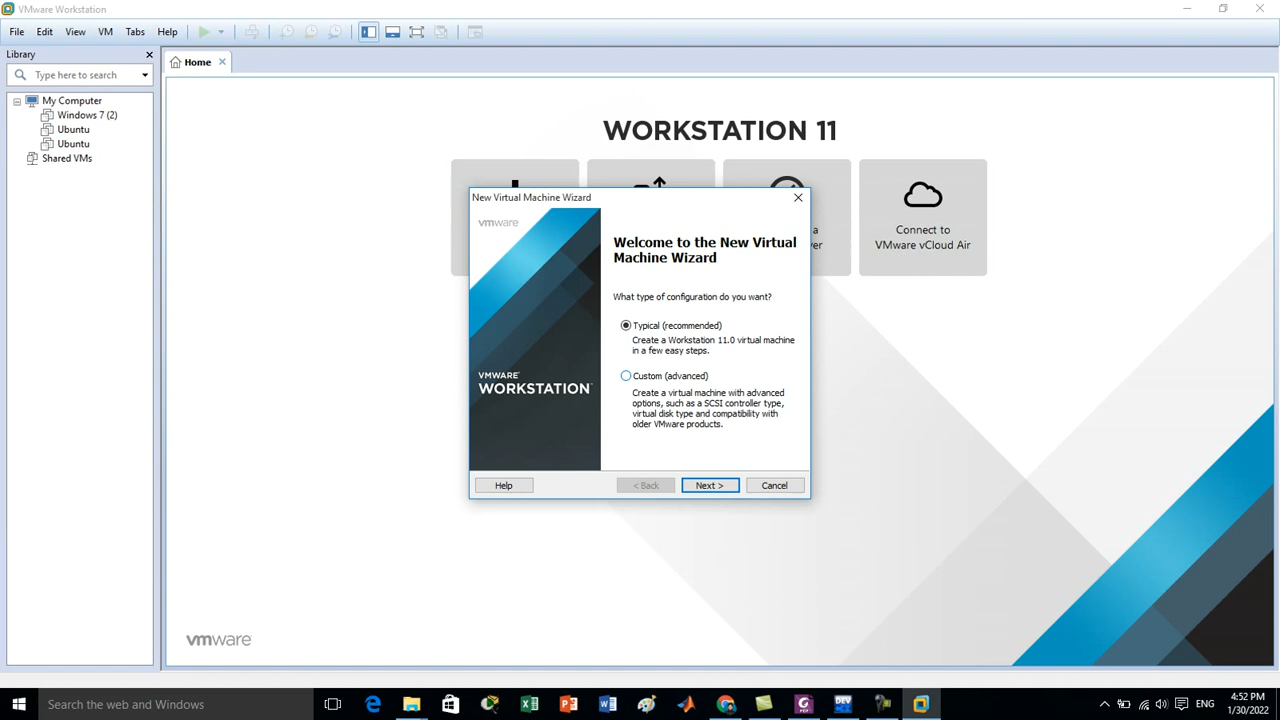 VMware Workstation
File Edit View VM Tabs Help
Library
Type here to search
My Computer
Windows 7 (2)
Ubuntu
Ubuntu
Shared VMs
Home
WORKSTATION 11
Connect to
VMware vCloud Air
New Virtual Machine Wizard
vmware
Welcome to the New Virtual
Machine Wizard
What type of configuration do you want?
Typical (recommended)
Create a Workstation 11.0 virtual machine
in a few easy steps.
Custom (advanced)
Create a virtual machine with advanced
options, such as a SCSI controller type,
virtual disk type and compatibility with
older VMware products.
VMWARE
WORKSTATION
Help
< Back
Next >
Cancel
vmware
Search the web and Windows
ENG
4:52 PM
1/30/2022